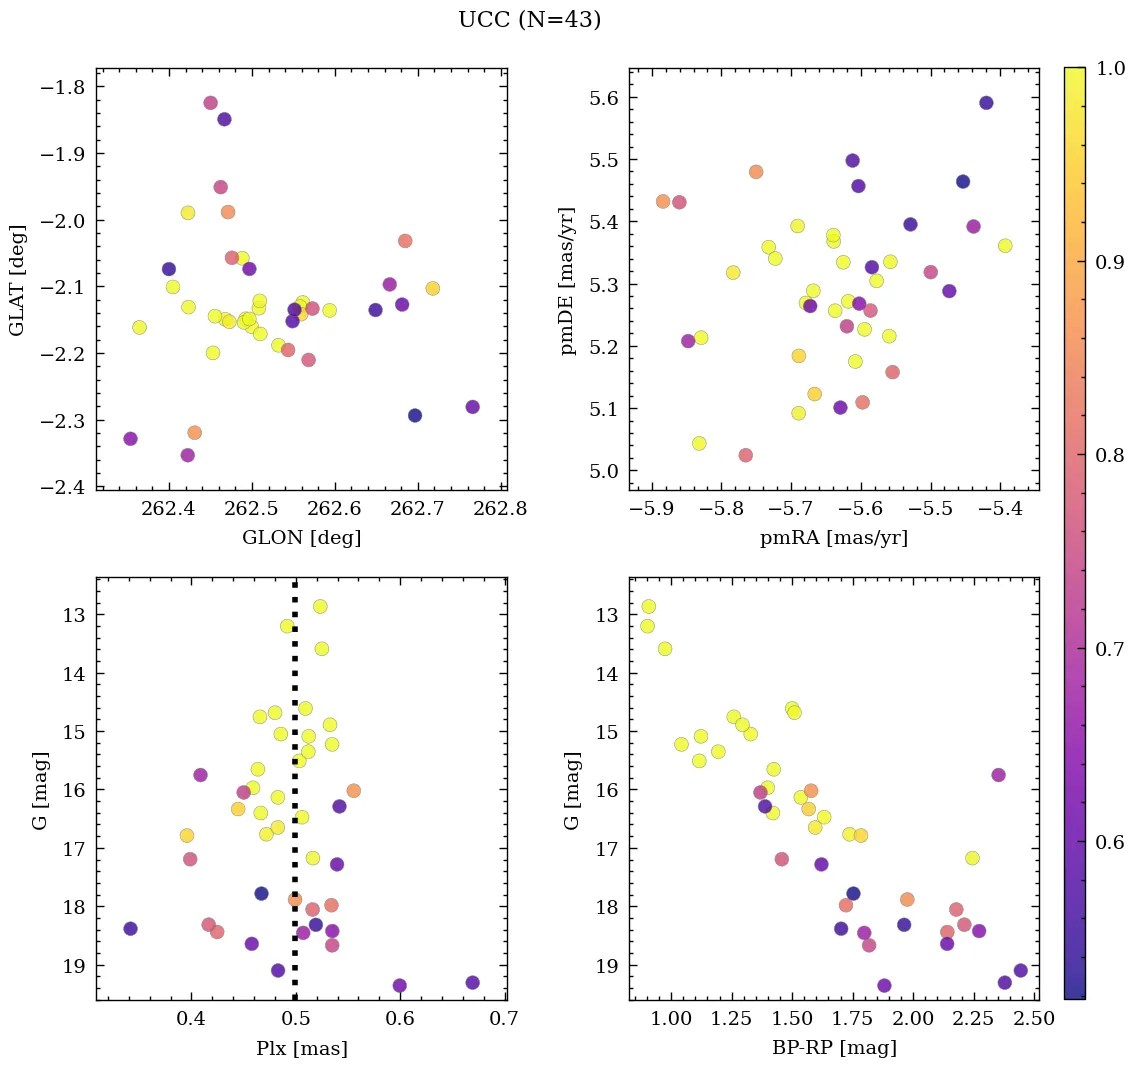 UCC (N=43)
−1.8
−1.9
−2.0
−2.1
−2.2
−2.3
−2.4
GLAT [deg]
262.4 262.5 262.6 262.7 262.8
GLON [deg]
5.6
5.5
5.4
5.3
5.2
5.1
5.0
pmDE [mas/yr]
−5.9 −5.8 −5.7 −5.6 −5.5 −5.4
pmRA [mas/yr]
13
14
15
16
17
18
19
G [mag]
0.4 0.5 0.6 0.7
Plx [mas]
13
14
15
16
17
18
19
G [mag]
1.00 1.25 1.50 1.75 2.00 2.25 2.50
BP-RP [mag]
1.0
0.9
0.8
0.7
0.6